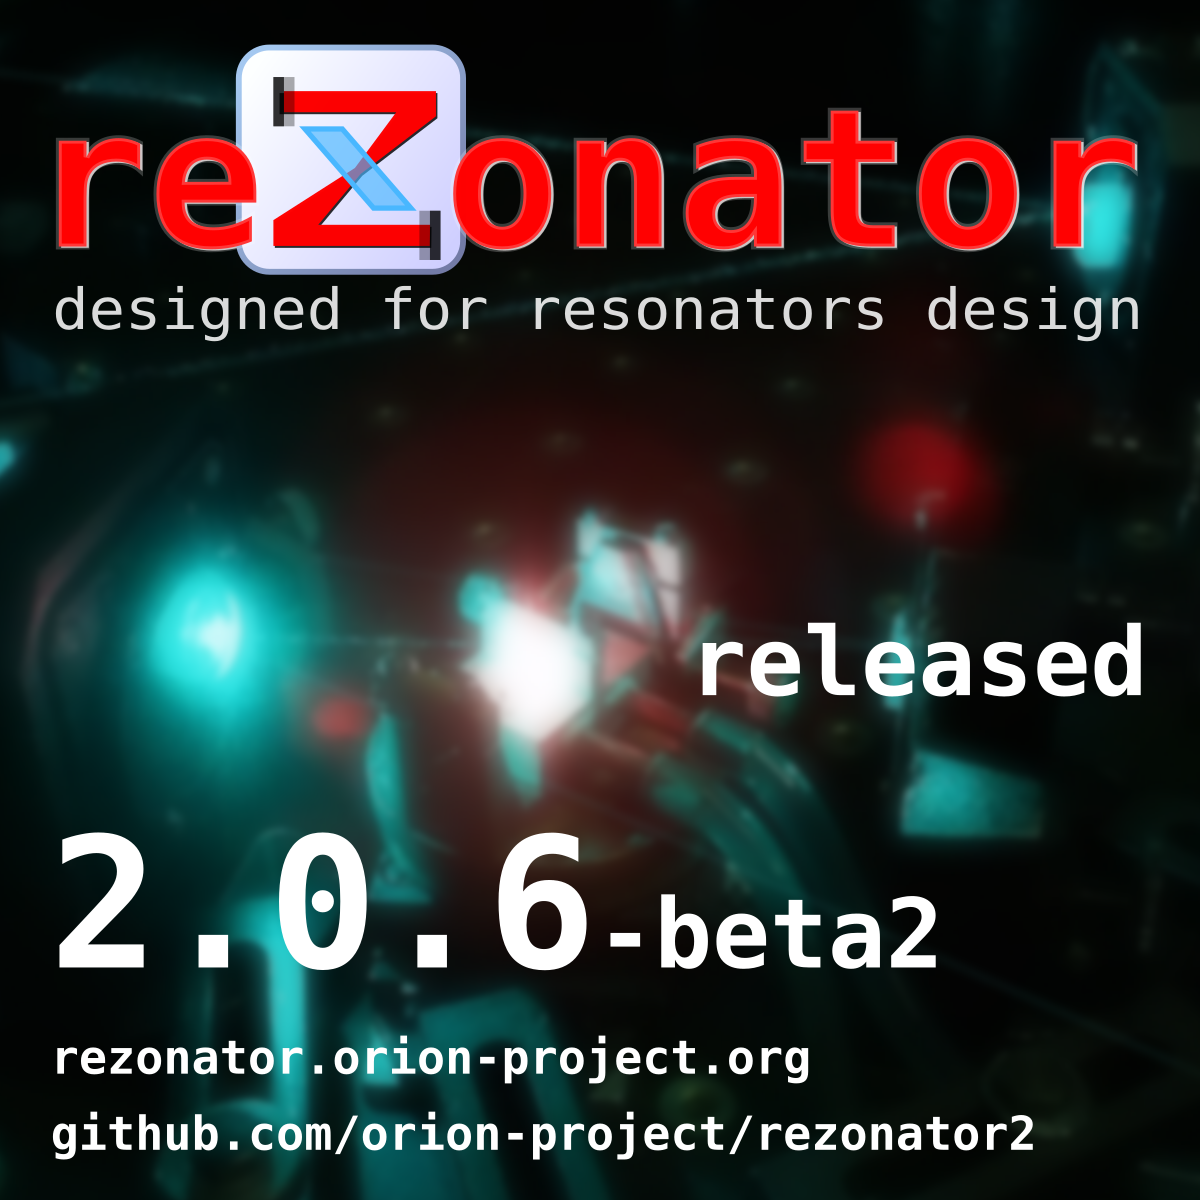 reZonator
designed for resonators design
released
2.0.6-beta2
rezonator.orion-project.org
github.com/orion-project/rezonator2